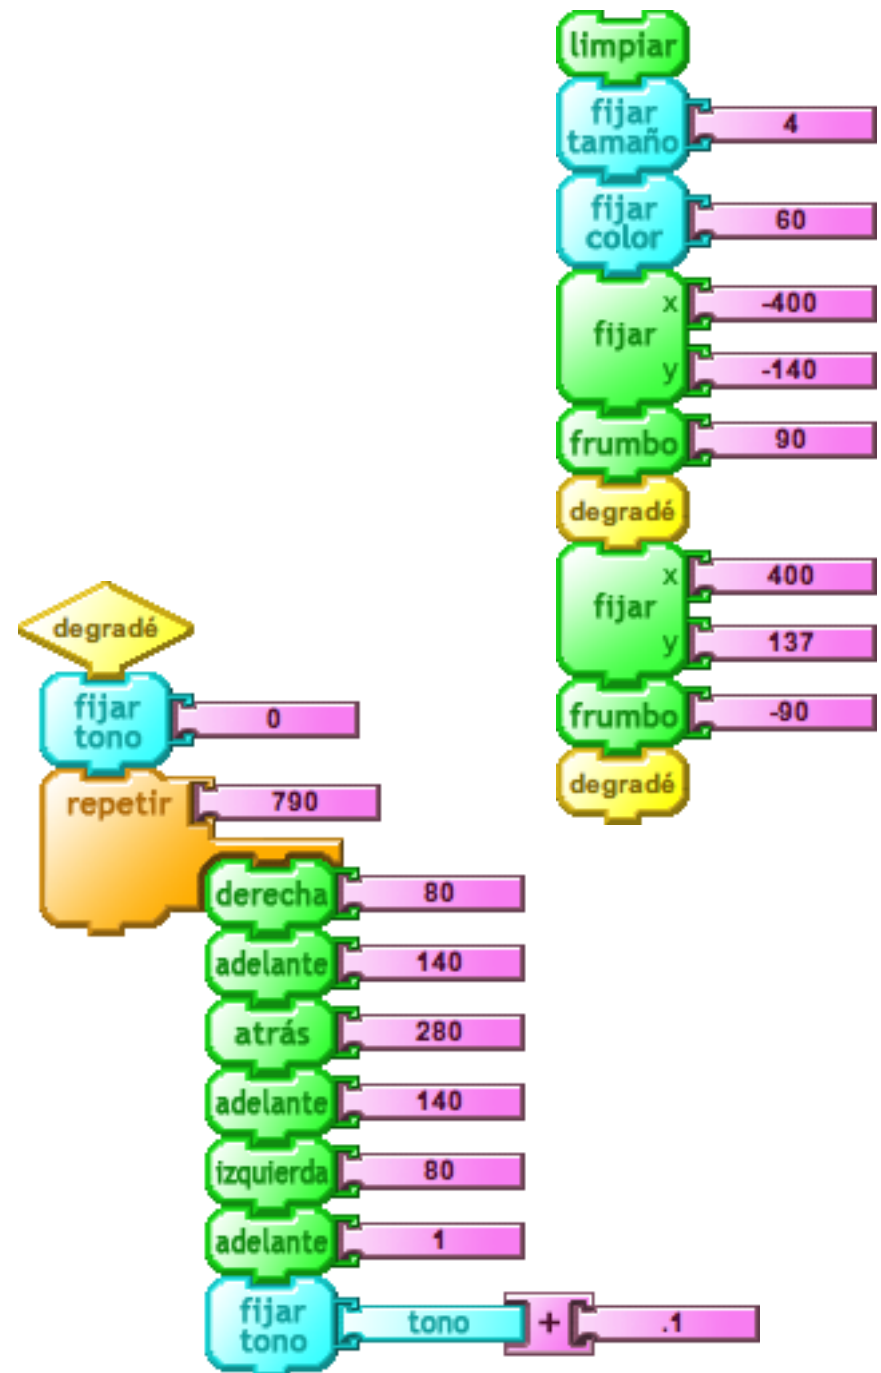 limpiar
fijar
tamaño 4
fijar
color 60
x -400
fijar
y -140
frumbo 90
degradé
x 400
fijar
y 137
frumbo -90
degradé
degradé
fijar
tono 0
repetir 790
derecha 80
adelante 140
atrás 280
adelante 140
izquierda 80
adelante 1
fijar
tono tono + .1